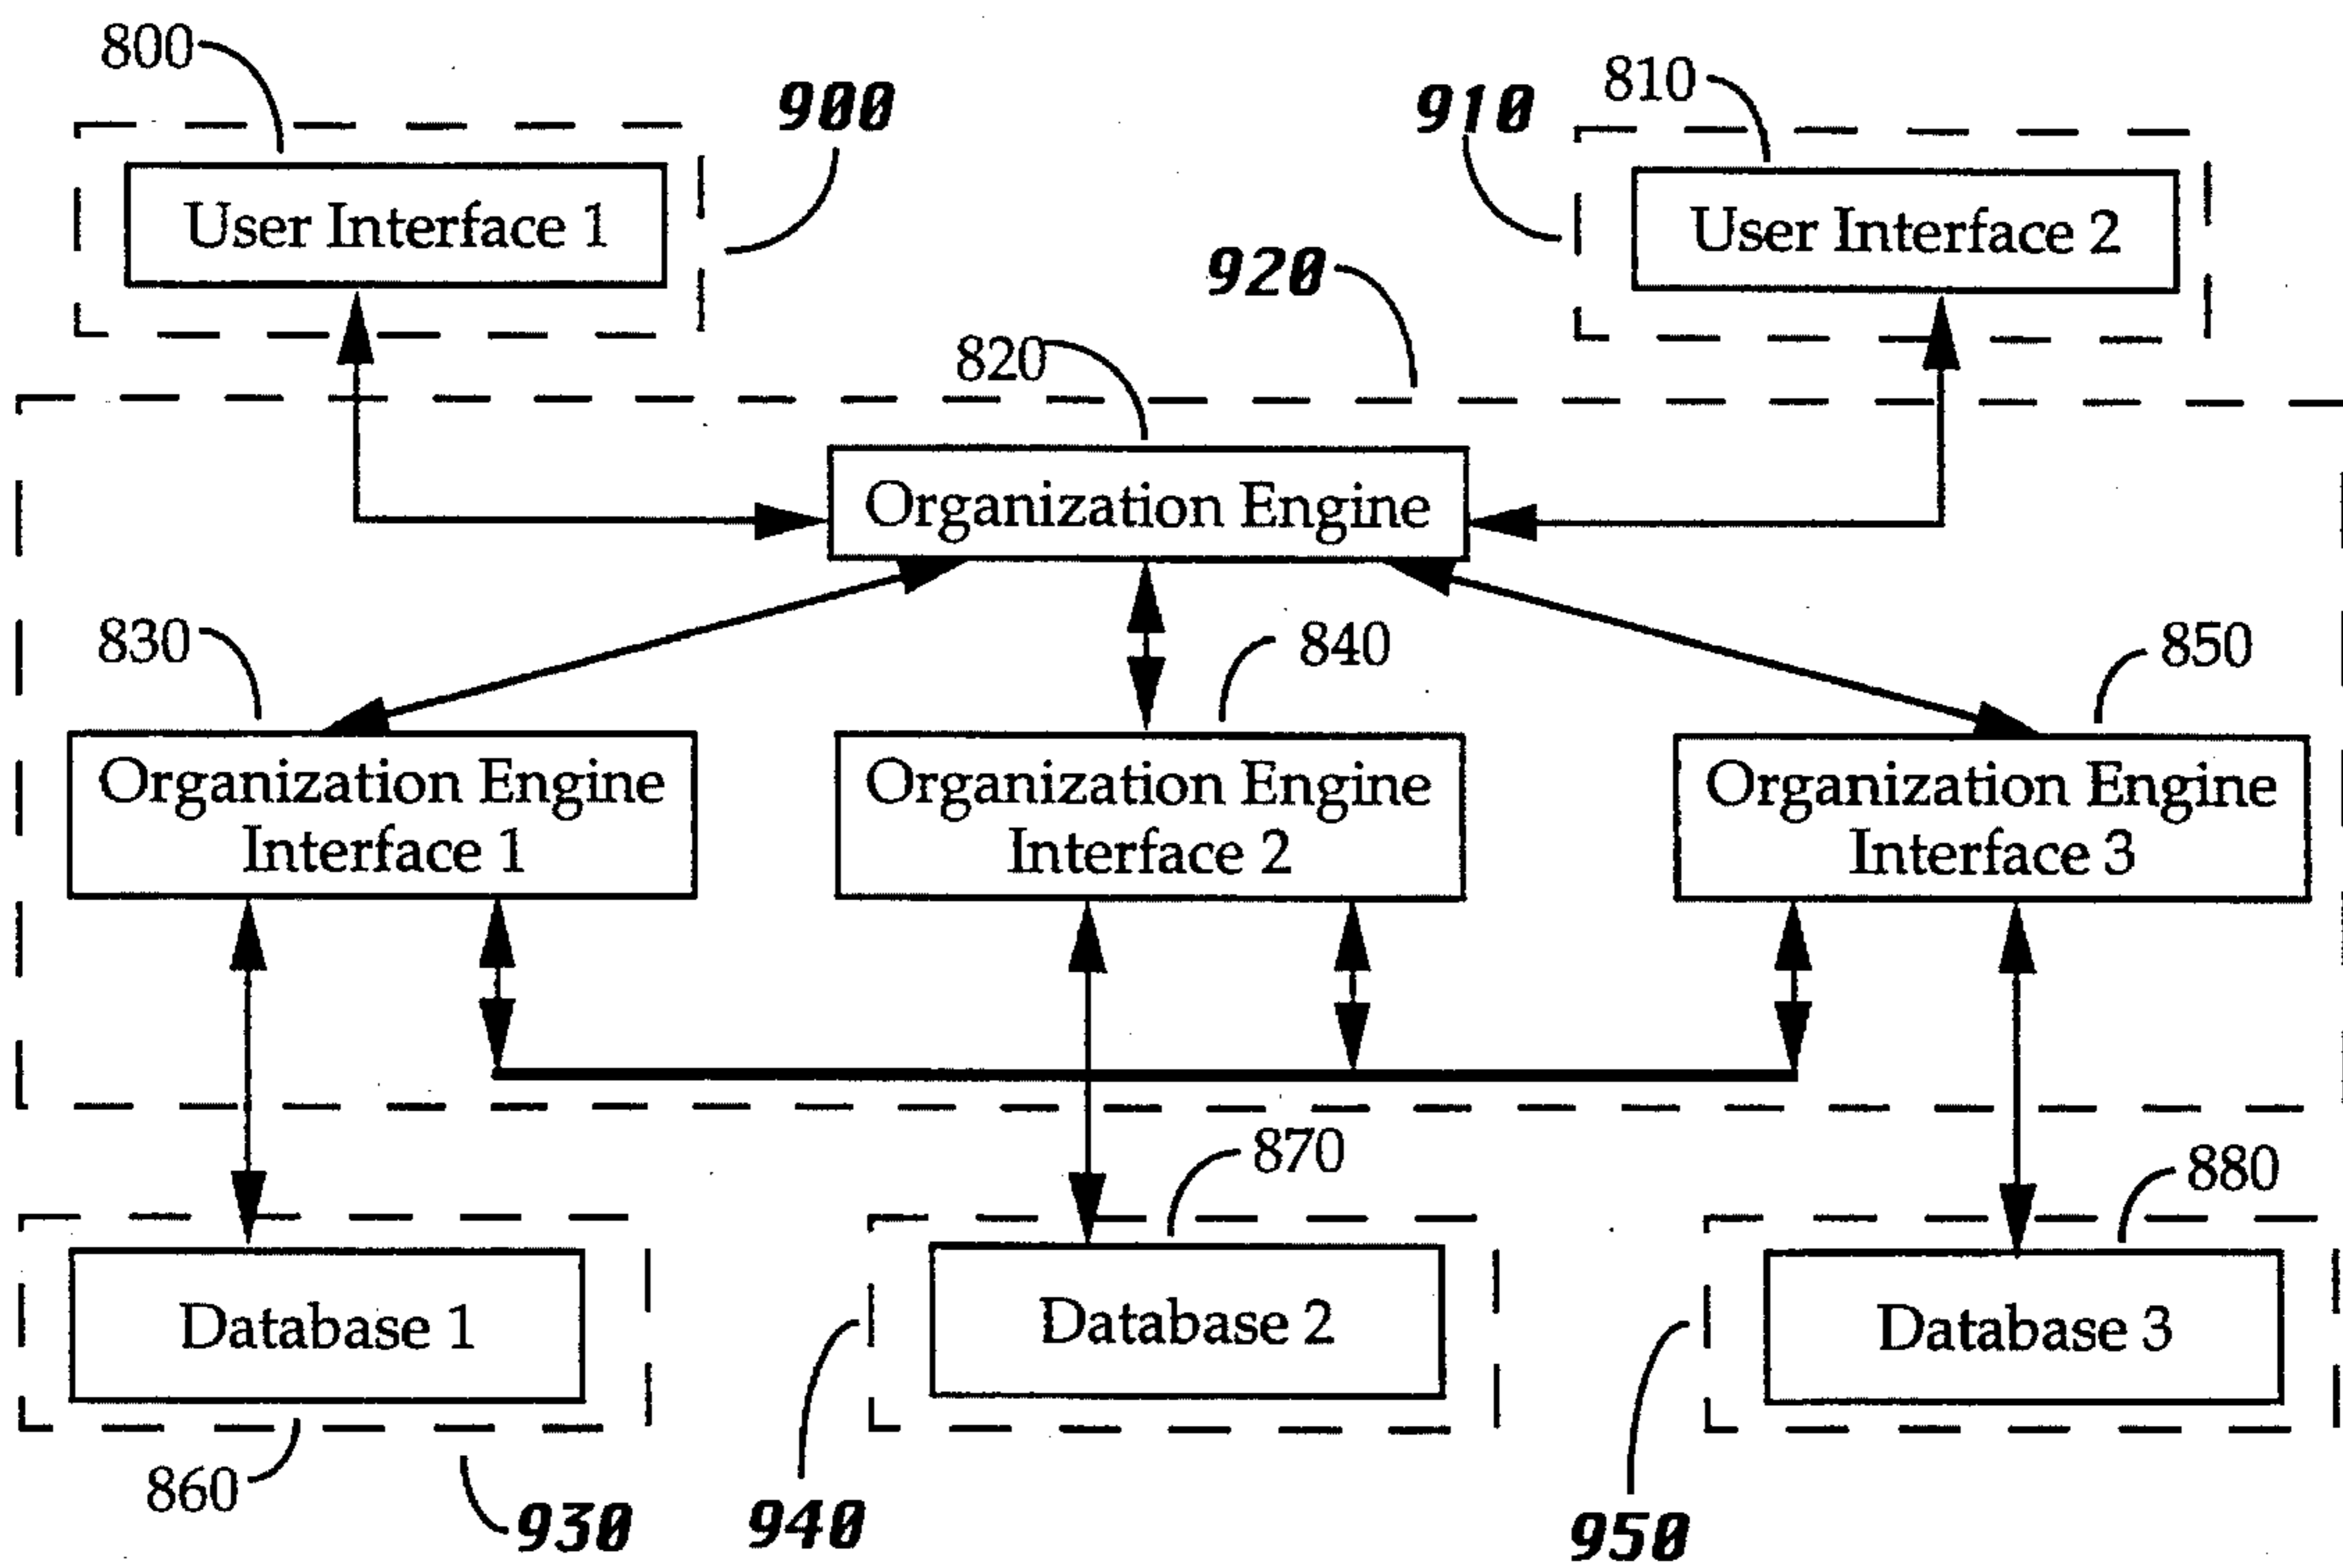 800
900
910
810
User Interface 1
User Interface 2
920
820
Organization Engine
830
840
850
Organization Engine
Interface 1
Organization Engine
Interface 2
Organization Engine
Interface 3
870
880
Database 1
Database 2
Database 3
860
930
940
950